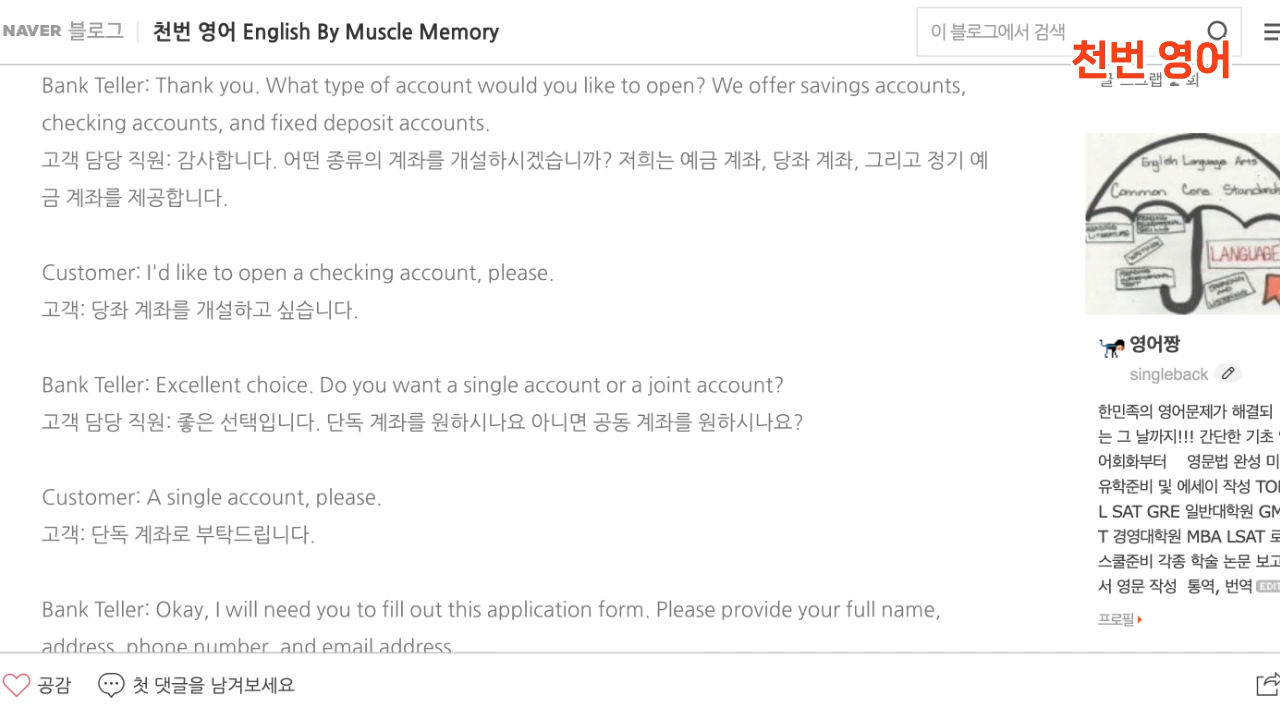 NAVER 블로그 천번 영어 English By Muscle Memory
이 블로그에서 검색
천번 영어
Bank Teller: Thank you. What type of account would you like to open? We offer savings accounts,
checking accounts, and fixed deposit accounts.
고객 담당 직원: 감사합니다. 어떤 종류의 계좌를 개설하시겠습니까? 저희는 예금 계좌, 당좌 계좌, 그리고 정기 예
금 계좌를 제공합니다.
Customer: I'd like to open a checking account, please.
고객: 당좌 계좌를 개설하고 싶습니다.
Bank Teller: Excellent choice. Do you want a single account or a joint account?
고객 담당 직원: 좋은 선택입니다. 단독 계좌를 원하시나요 아니면 공동 계좌를 원하시나요?
Customer: A single account, please.
고객: 단독 계좌로 부탁드립니다.
Bank Teller: Okay, I will need you to fill out this application form. Please provide your full name,
address, phone number, and email address
English Language Arts
Common Core Standards
WRITING
LANGUAGE
영어짱
singleback
한민족의 영어문제가 해결되
는 그 날까지!!! 간단한 기초
어회화부터 영문법 완성 미
유학준비 및 에세이 작성
L SAT GRE 일반대학원
T 경영대학원 MBA LSAT 로
스쿨준비 각종 학술 논문 보고
서 영문 작성 통역, 번역 EDIT
프로필
공감 첫 댓글을 남겨보세요